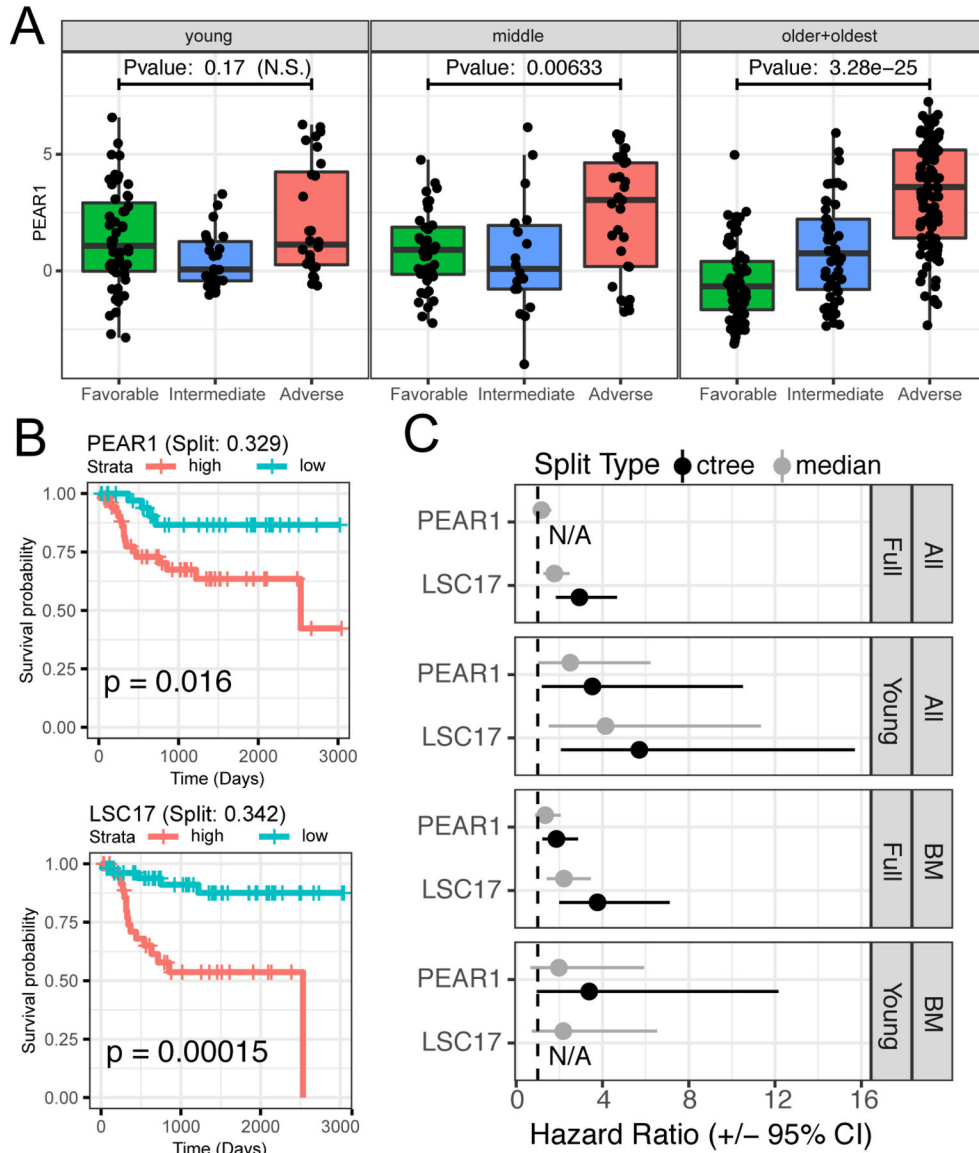 A
young
middle
older+oldest
Pvalue: 0.17 (N.S.)
Pvalue: 0.00633
Pvalue: 3.28e−25
PEAR1
5
0
Favorable Intermediate Adverse
Favorable Intermediate Adverse
Favorable Intermediate Adverse
B
PEAR1 (Split: 0.329)
Strata high low
Survival probability
1.00
0.75
0.50
0.25
0.00
p = 0.016
0 1000 2000 3000
Time (Days)
LSC17 (Split: 0.342)
Strata high low
Survival probability
1.00
0.75
0.50
0.25
0.00
p = 0.00015
0 1000 2000 3000
Time (Days)
C
Split Type ctree median
PEAR1
N/A
LSC17
Full
All
PEAR1
LSC17
Young
All
PEAR1
LSC17
Full
BM
PEAR1
LSC17
N/A
Young
BM
0 4 8 12 16
Hazard Ratio (+/− 95% CI)